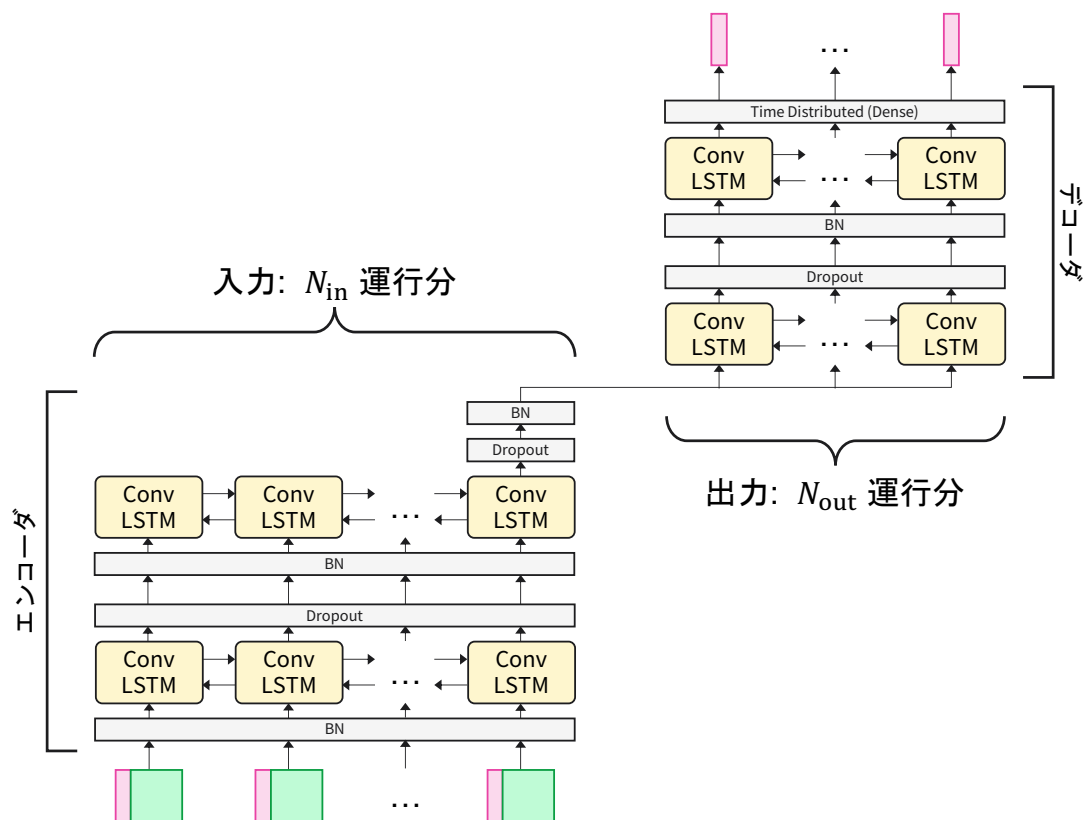 ...
Time Distributed (Dense)
Conv
LSTM
...
Conv
LSTM
BN
Dropout
Conv
LSTM
...
Conv
LSTM
デコーダ
入力: N_in 運行分
出力: N_out 運行分
エンコーダ
BN
Dropout
Conv
LSTM
Conv
LSTM
...
Conv
LSTM
BN
Dropout
Conv
LSTM
Conv
LSTM
...
Conv
LSTM
BN
...